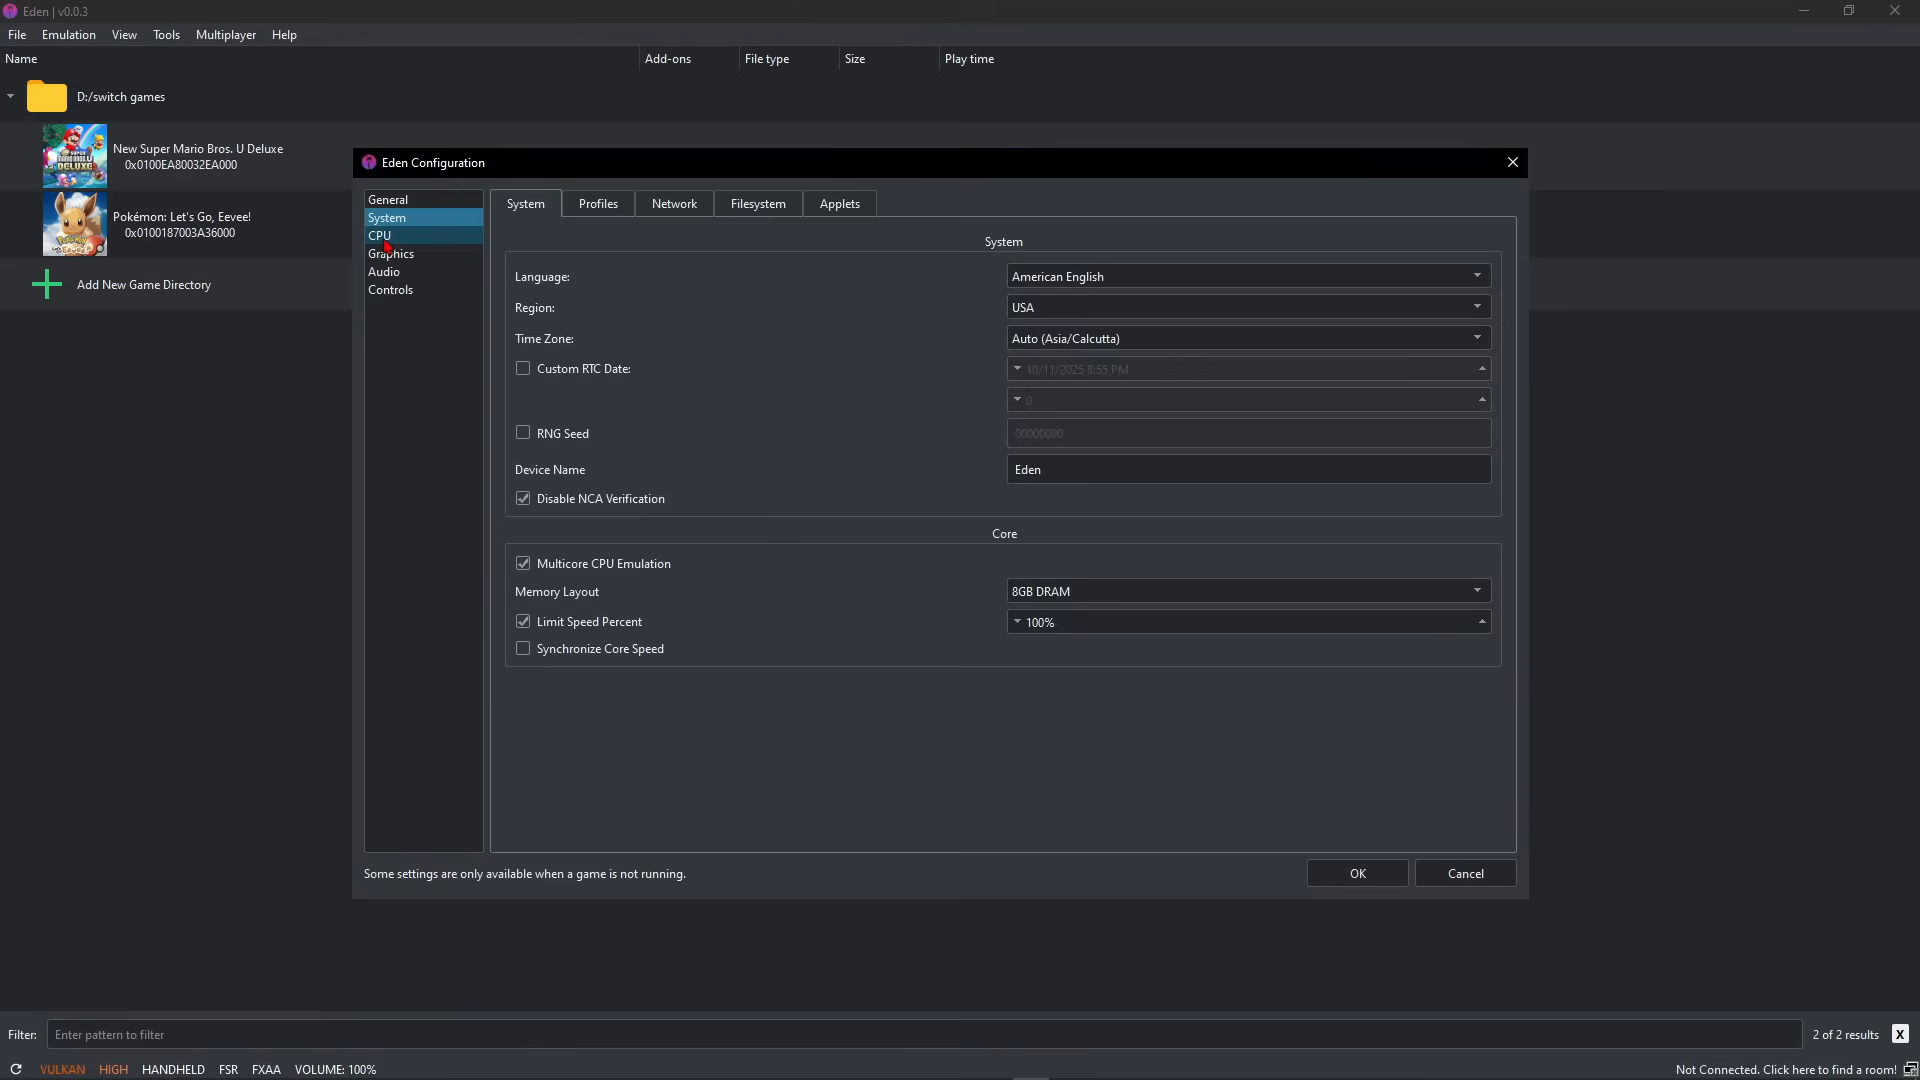 Eden | v0.0.3
File Emulation View Tools Multiplayer Help
Name Add-ons File type Size Play time
D:/switch games
New Super Mario Bros. U Deluxe
0x0100EA80032EA000
Pokémon: Let's Go, Eevee!
0x0100187003A36000
Add New Game Directory
Eden Configuration
General
System
CPU
Graphics
Audio
Controls
System Profiles Network Filesystem Applets
System
Language: American English
Region: USA
Time Zone: Auto (Asia/Calcutta)
Custom RTC Date: 10/11/2025 8:55 PM
0
RNG Seed 00000000
Device Name Eden
Disable NCA Verification
Core
Multicore CPU Emulation
Memory Layout 8GB DRAM
Limit Speed Percent 100%
Synchronize Core Speed
Some settings are only available when a game is not running.
OK Cancel
Filter: Enter pattern to filter 2 of 2 results X
VULKAN HIGH HANDHELD FSR FXAA VOLUME: 100% Not Connected. Click here to find a room!